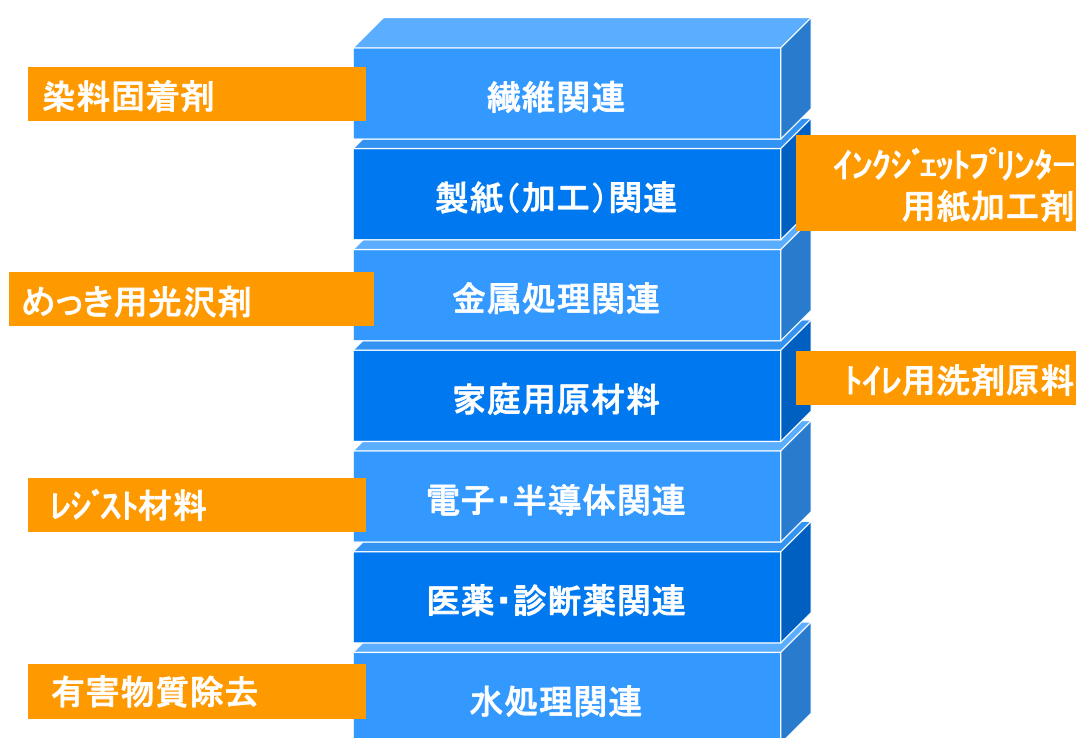 染料固着剤
繊維関連
製紙(加工)関連
インクジェットプリンター
用紙加工剤
めっき用光沢剤
金属処理関連
家庭用原材料
トイレ用洗剤原料
レジスト材料
電子・半導体関連
医薬・診断薬関連
有害物質除去
水処理関連